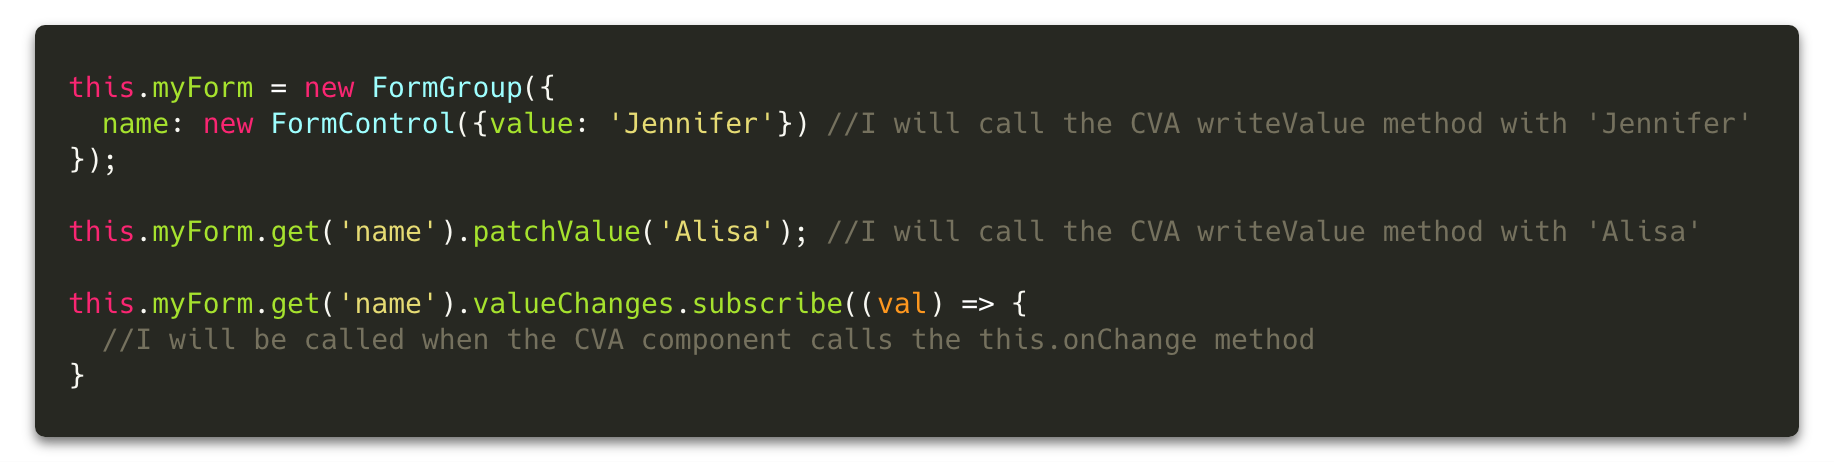 this.myForm = new FormGroup({
  name: new FormControl({value: 'Jennifer'}) //I will call the CVA writeValue method with 'Jennifer'
});
this.myForm.get('name').patchValue('Alisa'); //I will call the CVA writeValue method with 'Alisa'
this.myForm.get('name').valueChanges.subscribe((val) => {
  //I will be called when the CVA component calls the this.onChange method
}